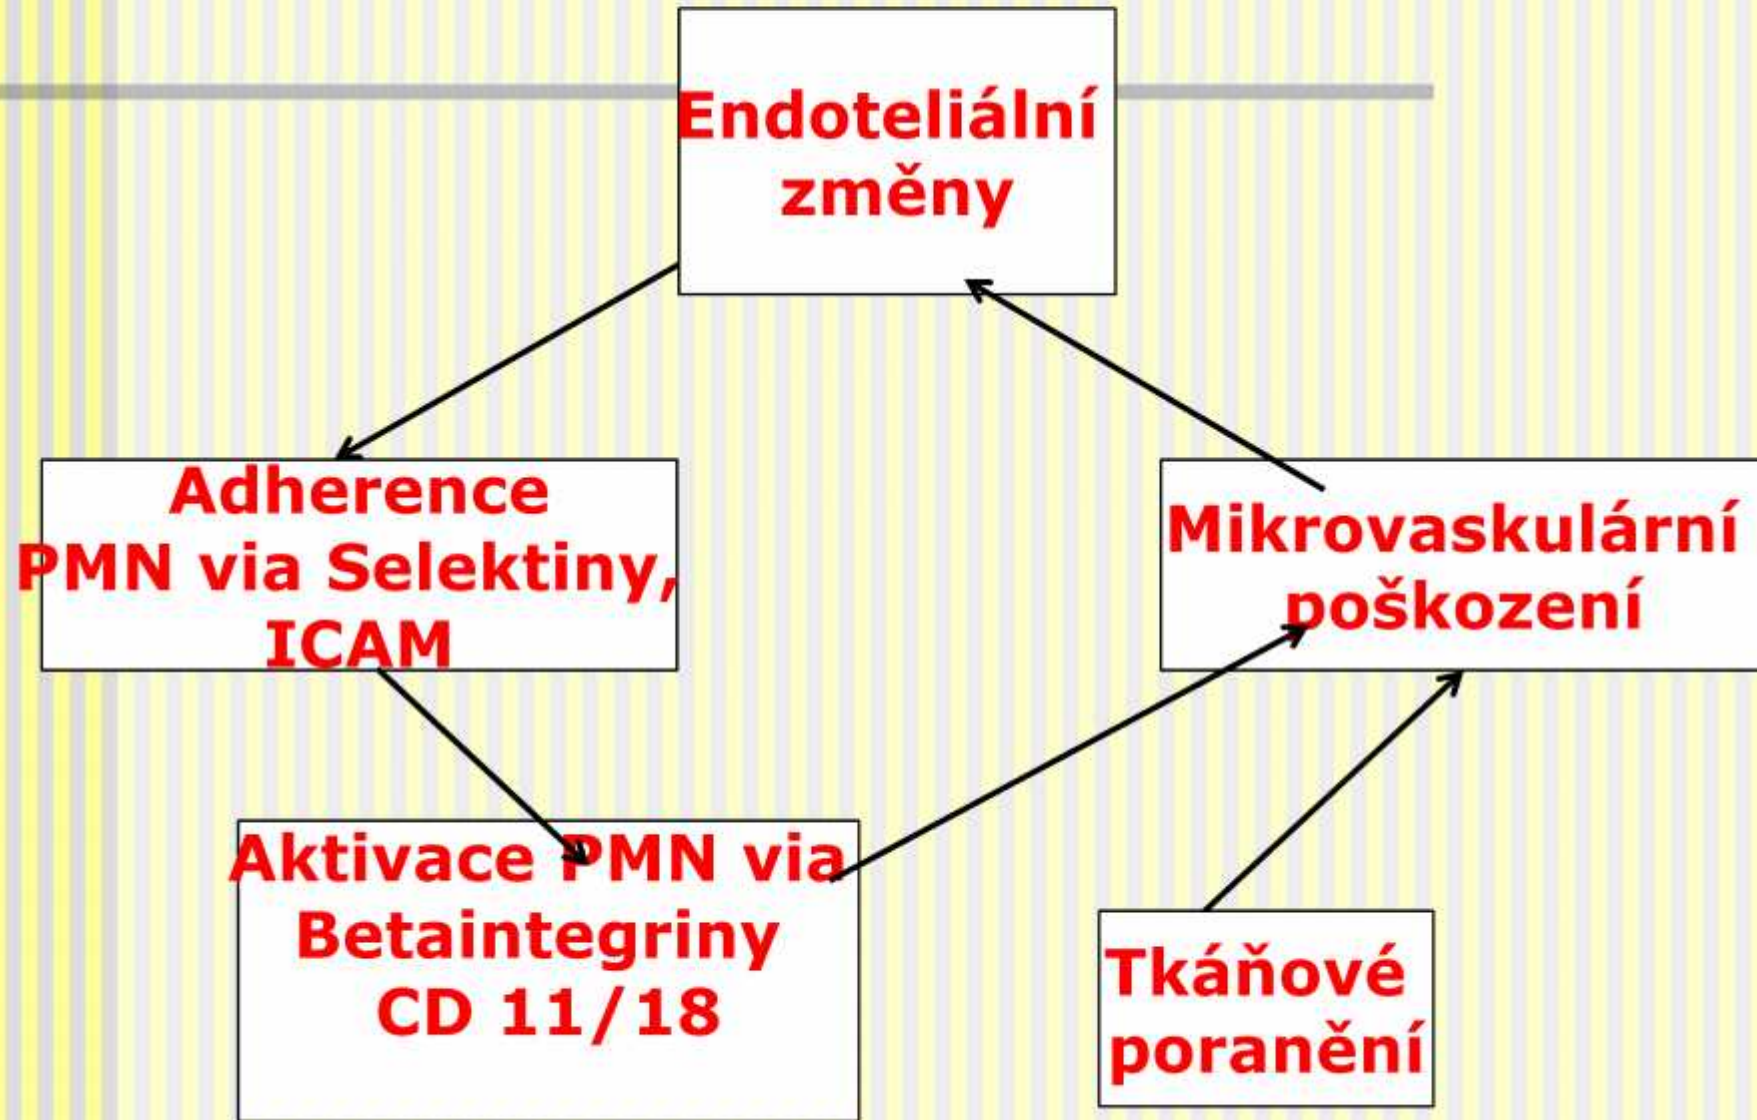 Endoteliální
změny
Adherence
PMN via Selektiny,
ICAM
Mikrovaskulární
poškození
Aktivace PMN via
Betaintegriny
CD 11/18
Tkáňové
poranění